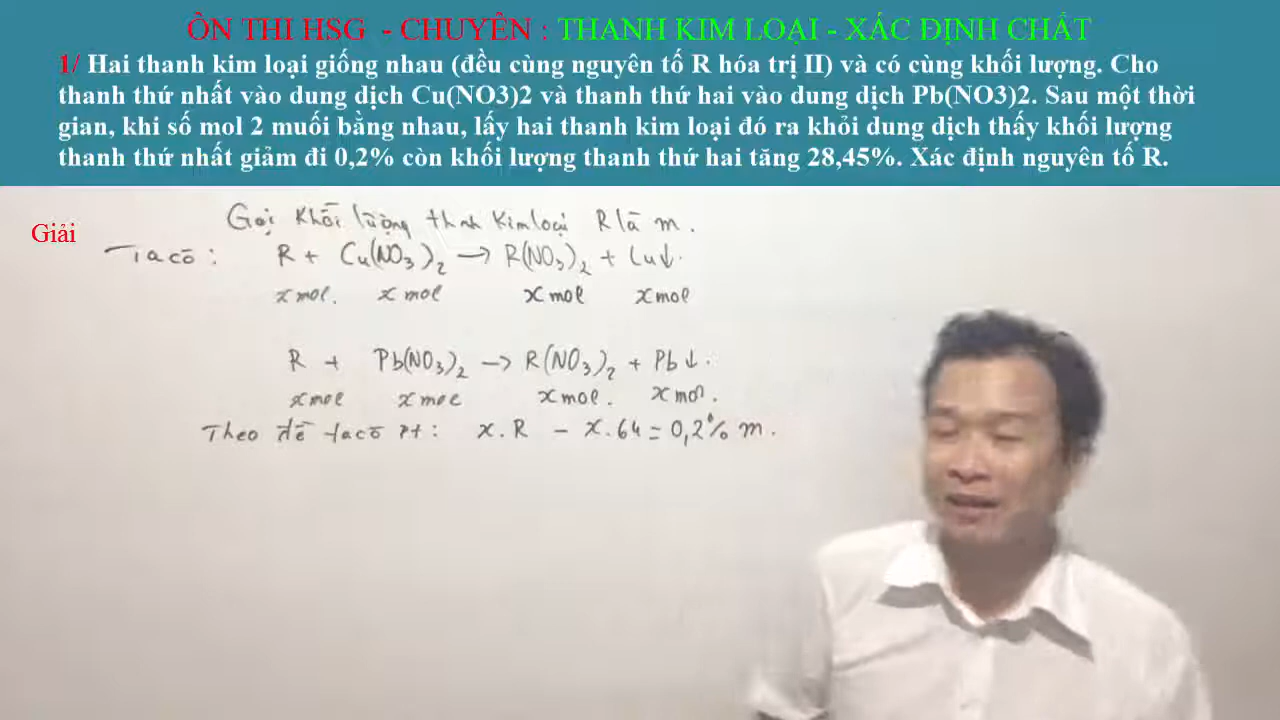 ÔN THI HSG - CHUYÊN : THANH KIM LOẠI - XÁC ĐỊNH CHẤT
1/ Hai thanh kim loại giống nhau (đều cùng nguyên tố R hóa trị II) và có cùng khối lượng. Cho
thanh thứ nhất vào dung dịch Cu(NO3)2 và thanh thứ hai vào dung dịch Pb(NO3)2. Sau một thời
gian, khi số mol 2 muối bằng nhau, lấy hai thanh kim loại đó ra khỏi dung dịch thấy khối lượng
thanh thứ nhất giảm đi 0,2% còn khối lượng thanh thứ hai tăng 28,45%. Xác định nguyên tố R.
Giải
Gọi khối lượng thanh kim loại R là m.
Ta có : R + Cu(NO3)2 → R(NO3)2 + Cu↓.
x mol. x mol x mol x mol
R + Pb(NO3)2 → R(NO3)2 + Pb↓.
x mol x mol x mol. x mol.
Theo đề ta có pt : x.R - x.64 = 0,2% m.